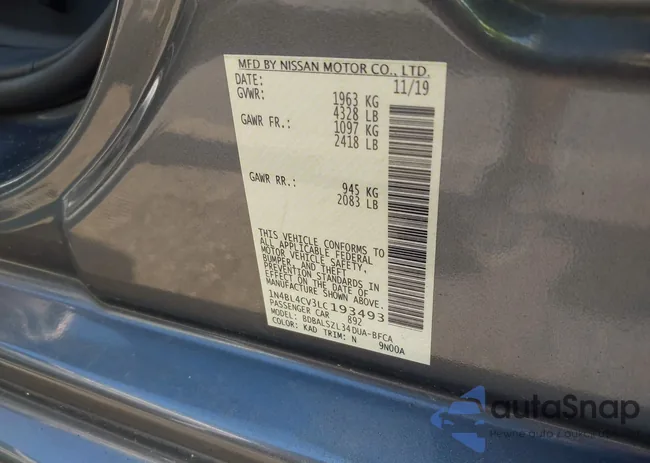 MFD BY NISSAN MOTOR CO., LTD.
DATE: 11/19
GVWR: 1963 KG
4328 LB
GAWR FR.: 1097 KG
2418 LB
GAWR RR.: 945 KG
2083 LB
THIS VEHICLE CONFORMS TO
ALL APPLICABLE FEDERAL
MOTOR VEHICLE SAFETY,
BUMPER, AND THEFT
PREVENTION STANDARDS IN
EFFECT ON THE DATE OF
MANUFACTURE SHOWN ABOVE.
1N4BL4CV3LC193493
PASSENGER CAR 892
MODEL: BDBALSZL34DUA-BFCA
COLOR: KAD TRIM: N 9N00A
autoSnap
Pewne auto z